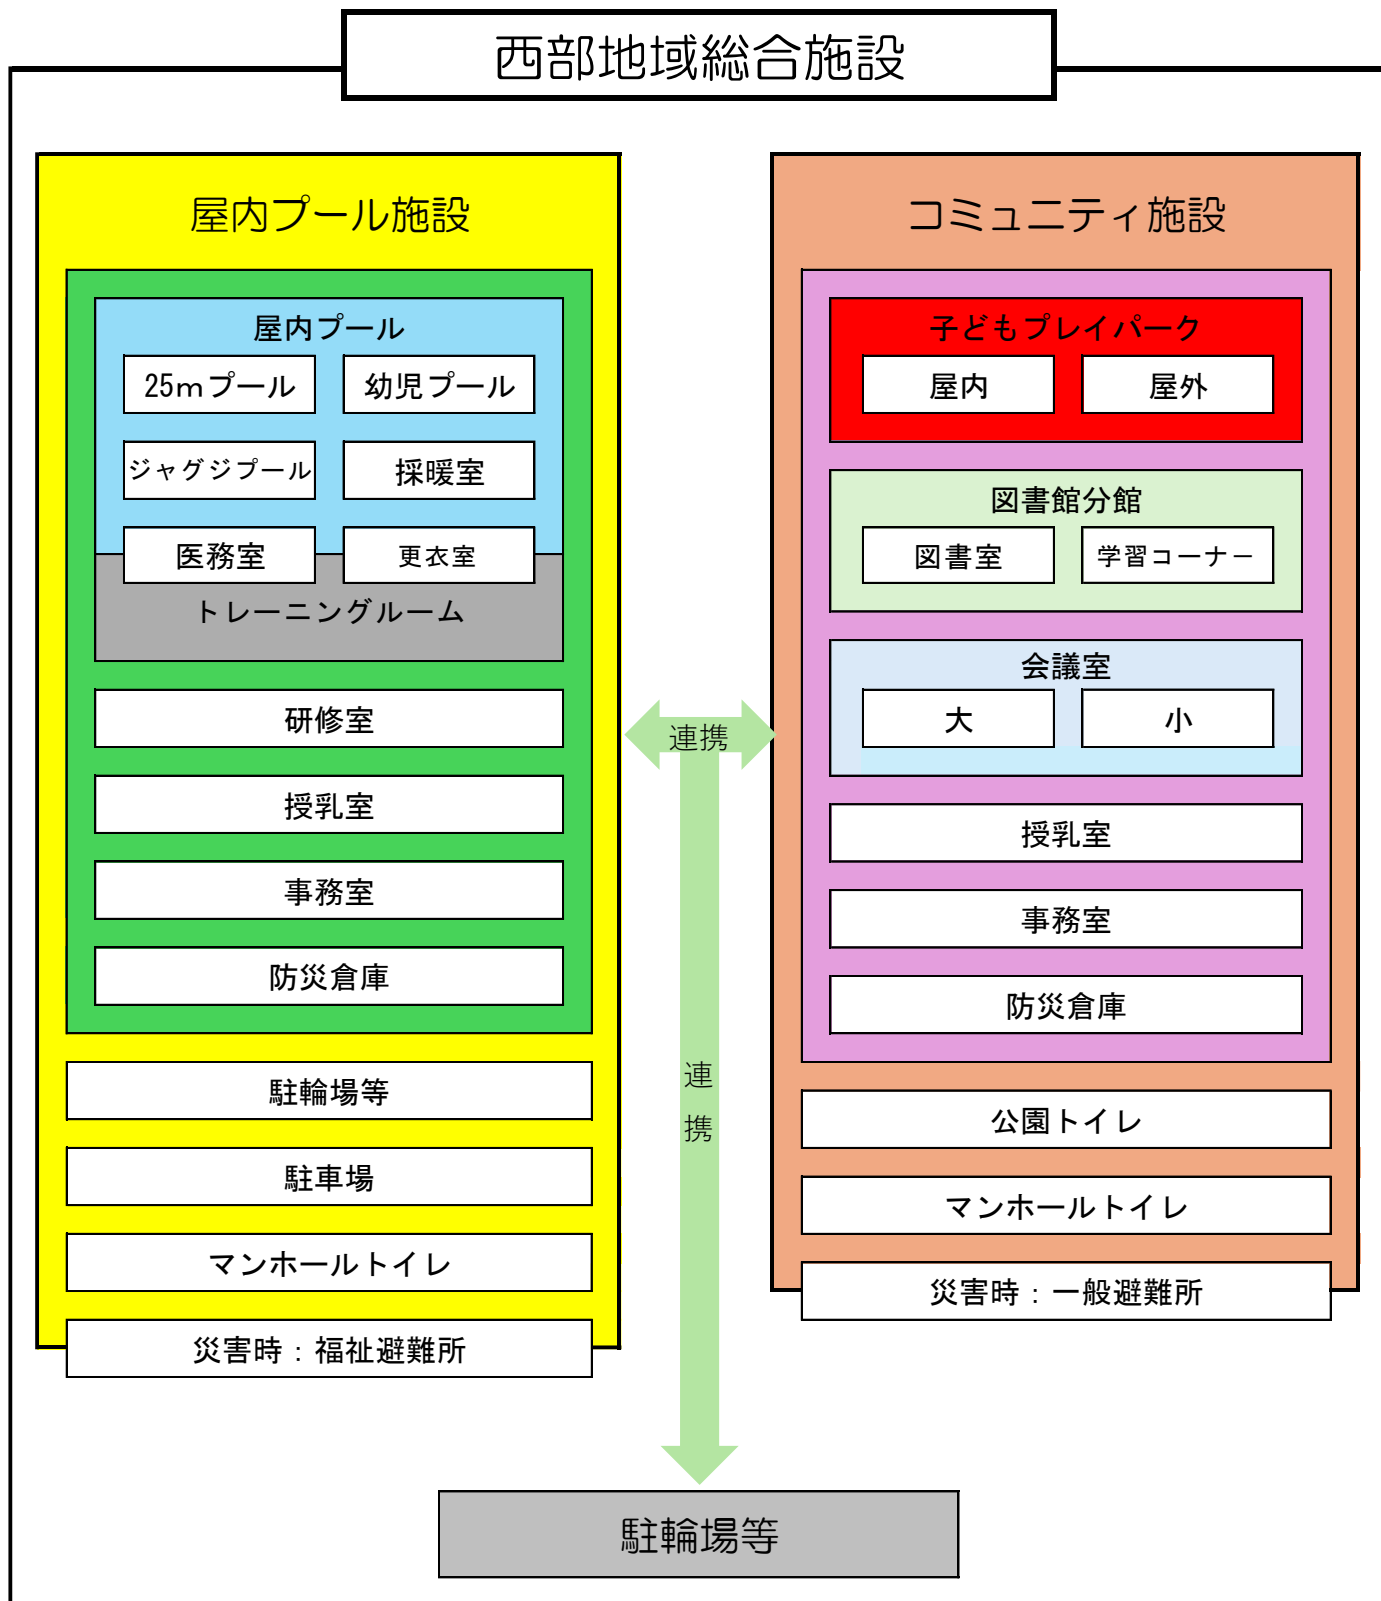 西部地域総合施設
屋内プール施設
屋内プール
25mプール
幼児プール
ジャグジプール
採暖室
医務室
更衣室
トレーニングルーム
研修室
授乳室
事務室
防災倉庫
駐輪場等
駐車場
マンホールトイレ
災害時：福祉避難所
連携
連携
コミュニティ施設
子どもプレイパーク
屋内
屋外
図書館分館
図書室
学習コーナー
会議室
大
小
授乳室
事務室
防災倉庫
公園トイレ
マンホールトイレ
災害時：一般避難所
駐輪場等